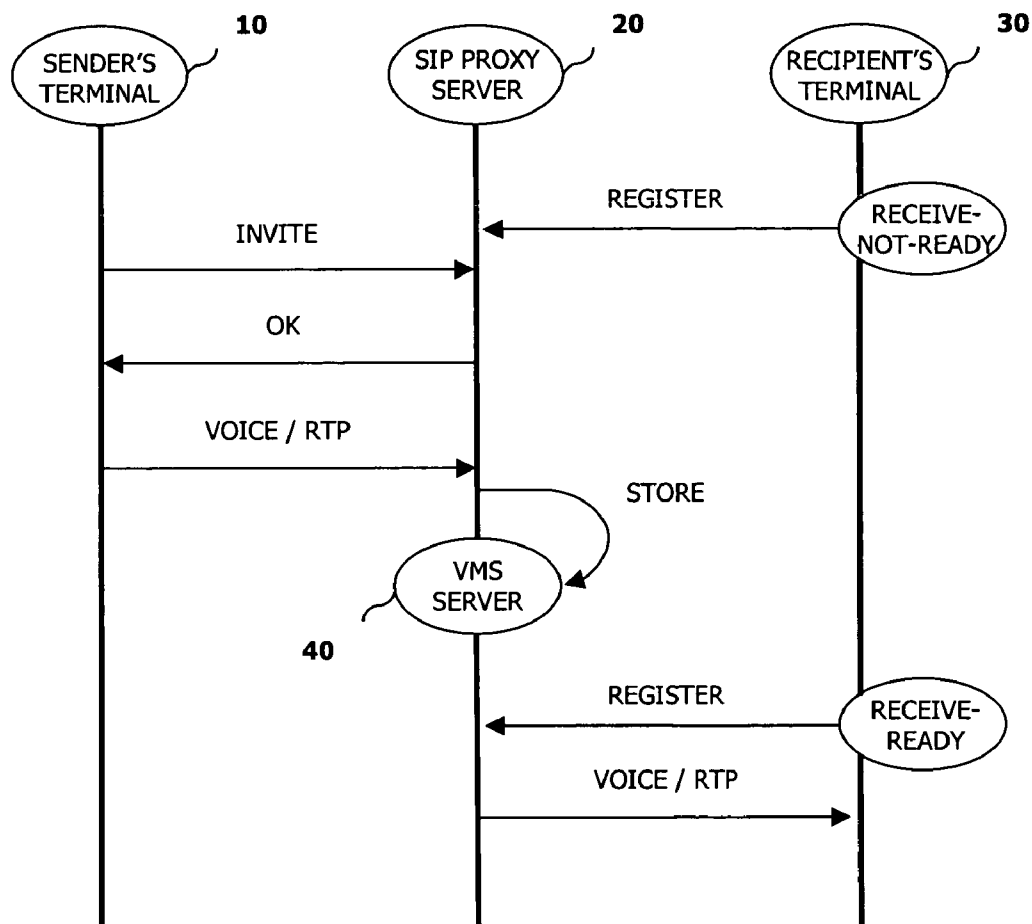 10
20
30
SENDER'S
TERMINAL
SIP PROXY
SERVER
RECIPIENT'S
TERMINAL
REGISTER
RECEIVE-
NOT-READY
INVITE
OK
VOICE / RTP
STORE
VMS
SERVER
40
REGISTER
RECEIVE-
READY
VOICE / RTP